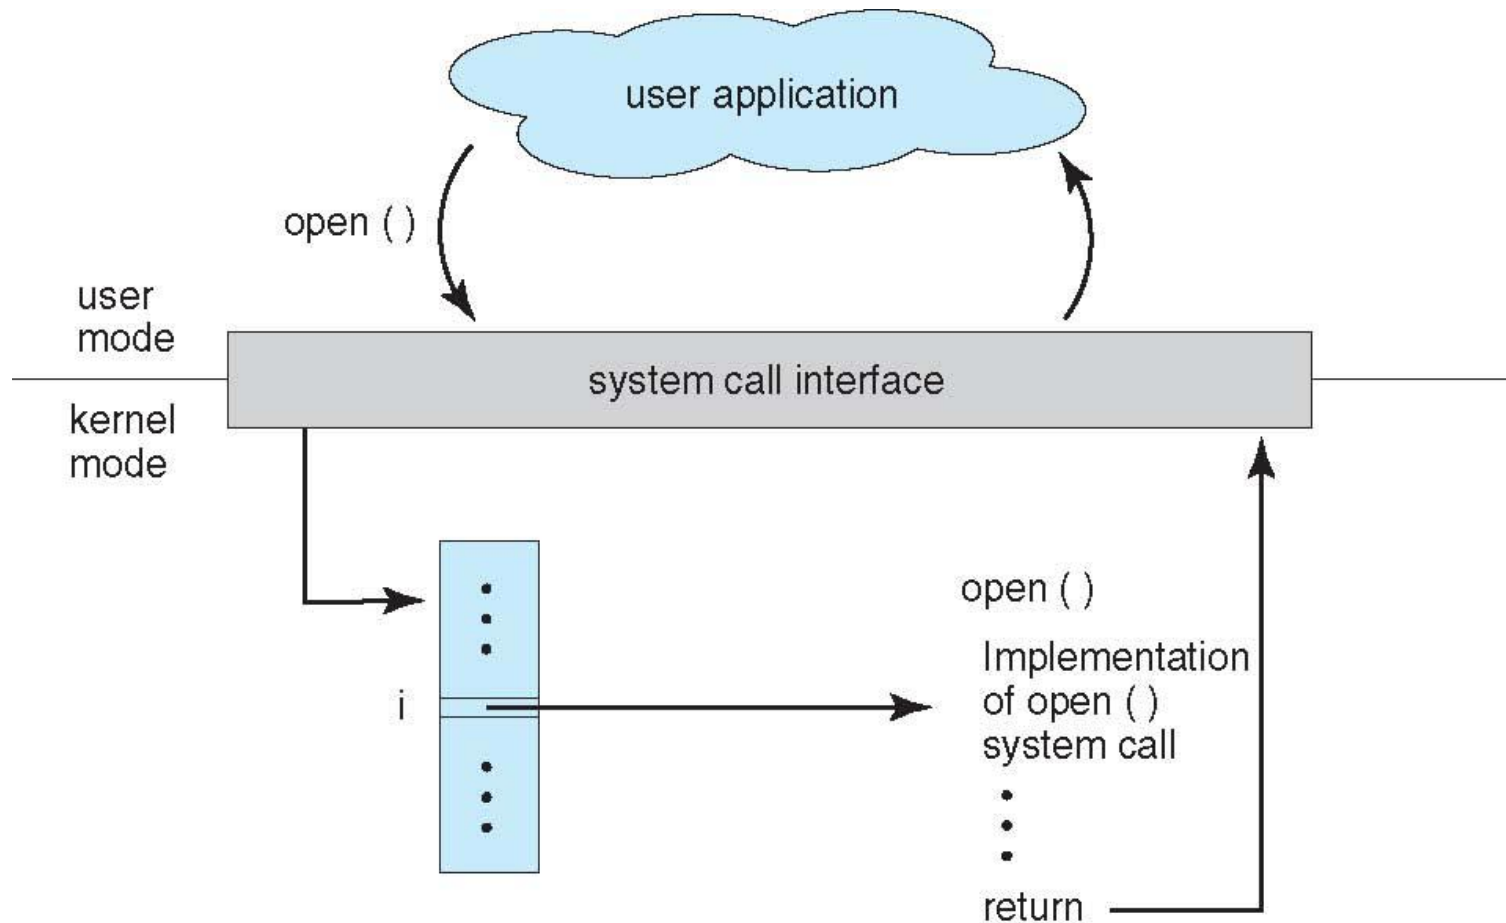 user application
open ( )
user
mode
system call interface
kernel
mode
open ( )
Implementation
of open ( )
system call
i
return